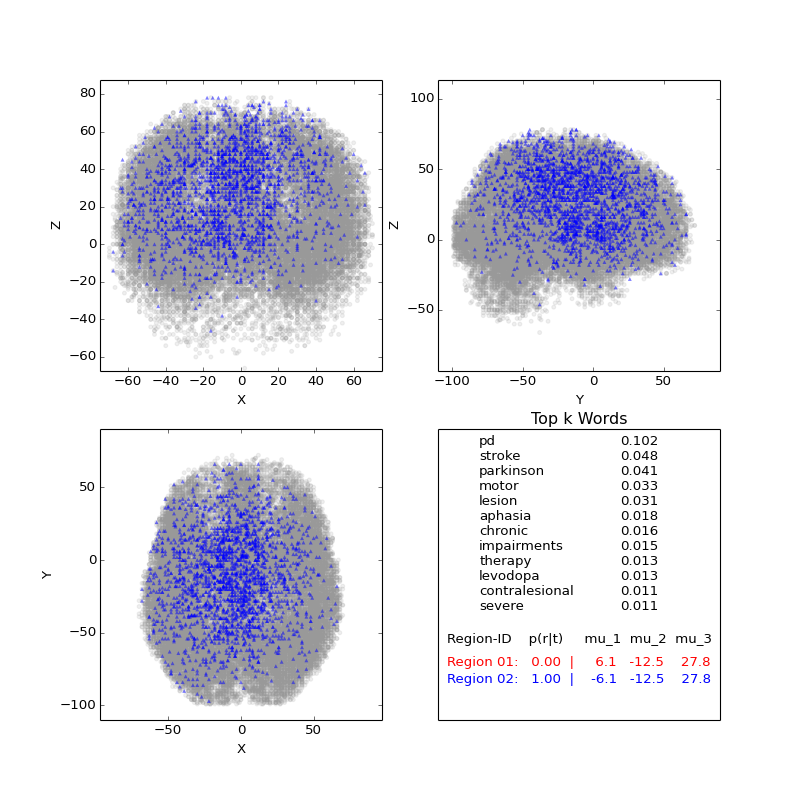 80
60
40
20
0
−20
−40
−60
Z
−60 −40 −20 0 20 40 60
X
100
50
0
−50
Z
−100 −50 0 50
Y
50
0
−50
−100
Y
−50 0 50
X
Top k Words
pd 0.102
stroke 0.048
parkinson 0.041
motor 0.033
lesion 0.031
aphasia 0.018
chronic 0.016
impairments 0.015
therapy 0.013
levodopa 0.013
contralesional 0.011
severe 0.011
Region-ID p(r|t) mu_1 mu_2 mu_3
Region 01: 0.00 | 6.1 -12.5 27.8
Region 02: 1.00 | -6.1 -12.5 27.8